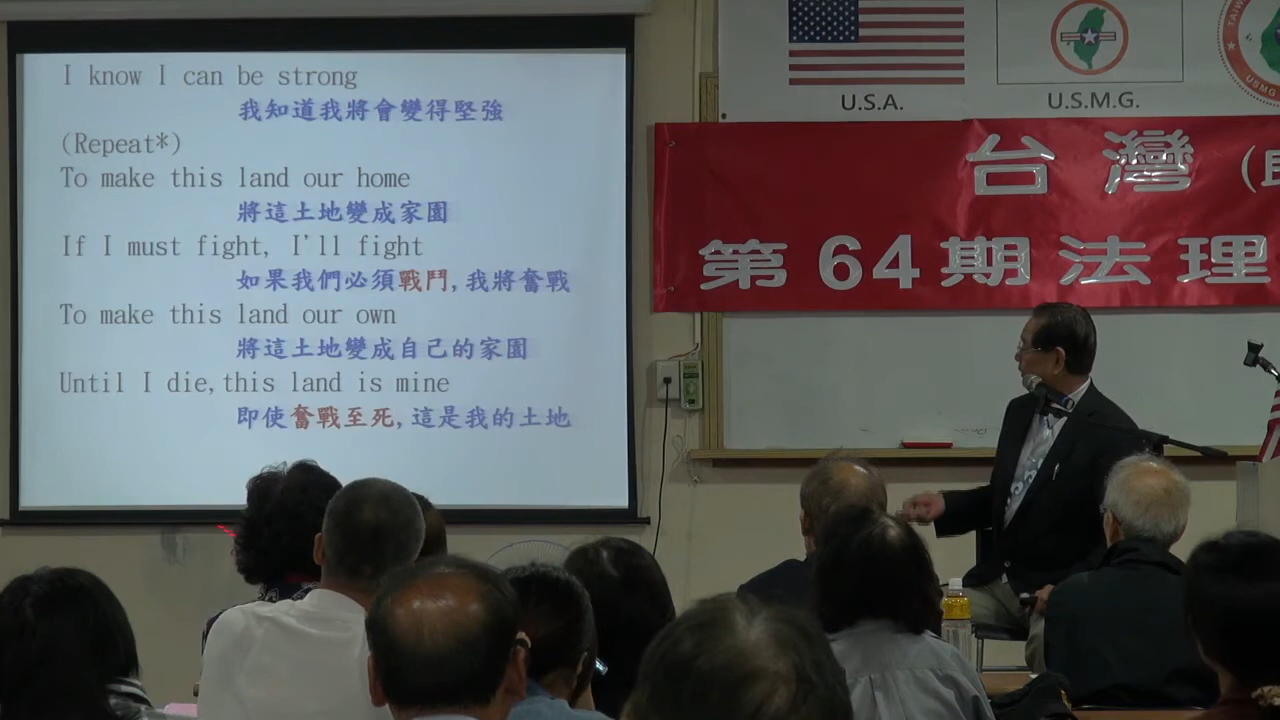 I know I can be strong
我知道我將會變得堅強
(Repeat*)
To make this land our home
將這土地變成家園
If I must fight, I'll fight
如果我們必須戰鬥,我將奮戰
To make this land our own
將這土地變成自己的家園
Until I die,this land is mine
即使奮戰至死,這是我的土地
U.S.A.
U.S.M.G.
台灣(
第64期法理